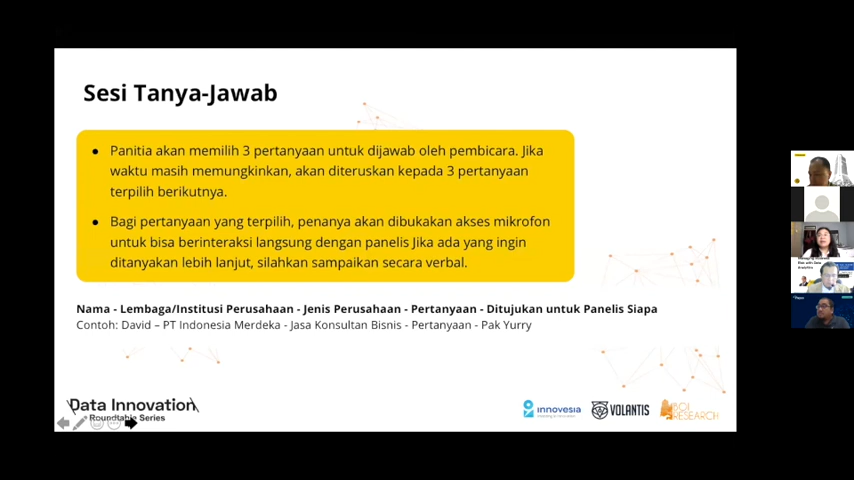 Sesi Tanya-Jawab
● Panitia akan memilih 3 pertanyaan untuk dijawab oleh pembicara. Jika
waktu masih memungkinkan, akan diteruskan kepada 3 pertanyaan
terpilih berikutnya.
● Bagi pertanyaan yang terpilih, penanya akan dibukakan akses mikrofon
untuk bisa berinteraksi langsung dengan panelis Jika ada yang ingin
ditanyakan lebih lanjut, silahkan sampaikan secara verbal.
Nama - Lembaga/Institusi Perusahaan - Jenis Perusahaan - Pertanyaan - Ditujukan untuk Panelis Siapa
Contoh: David – PT Indonesia Merdeka - Jasa Konsultan Bisnis - Pertanyaan - Pak Yurry
Data Innovation
Roundtable Series
innovesia
VOLANTIS
BOI
RESEARCH